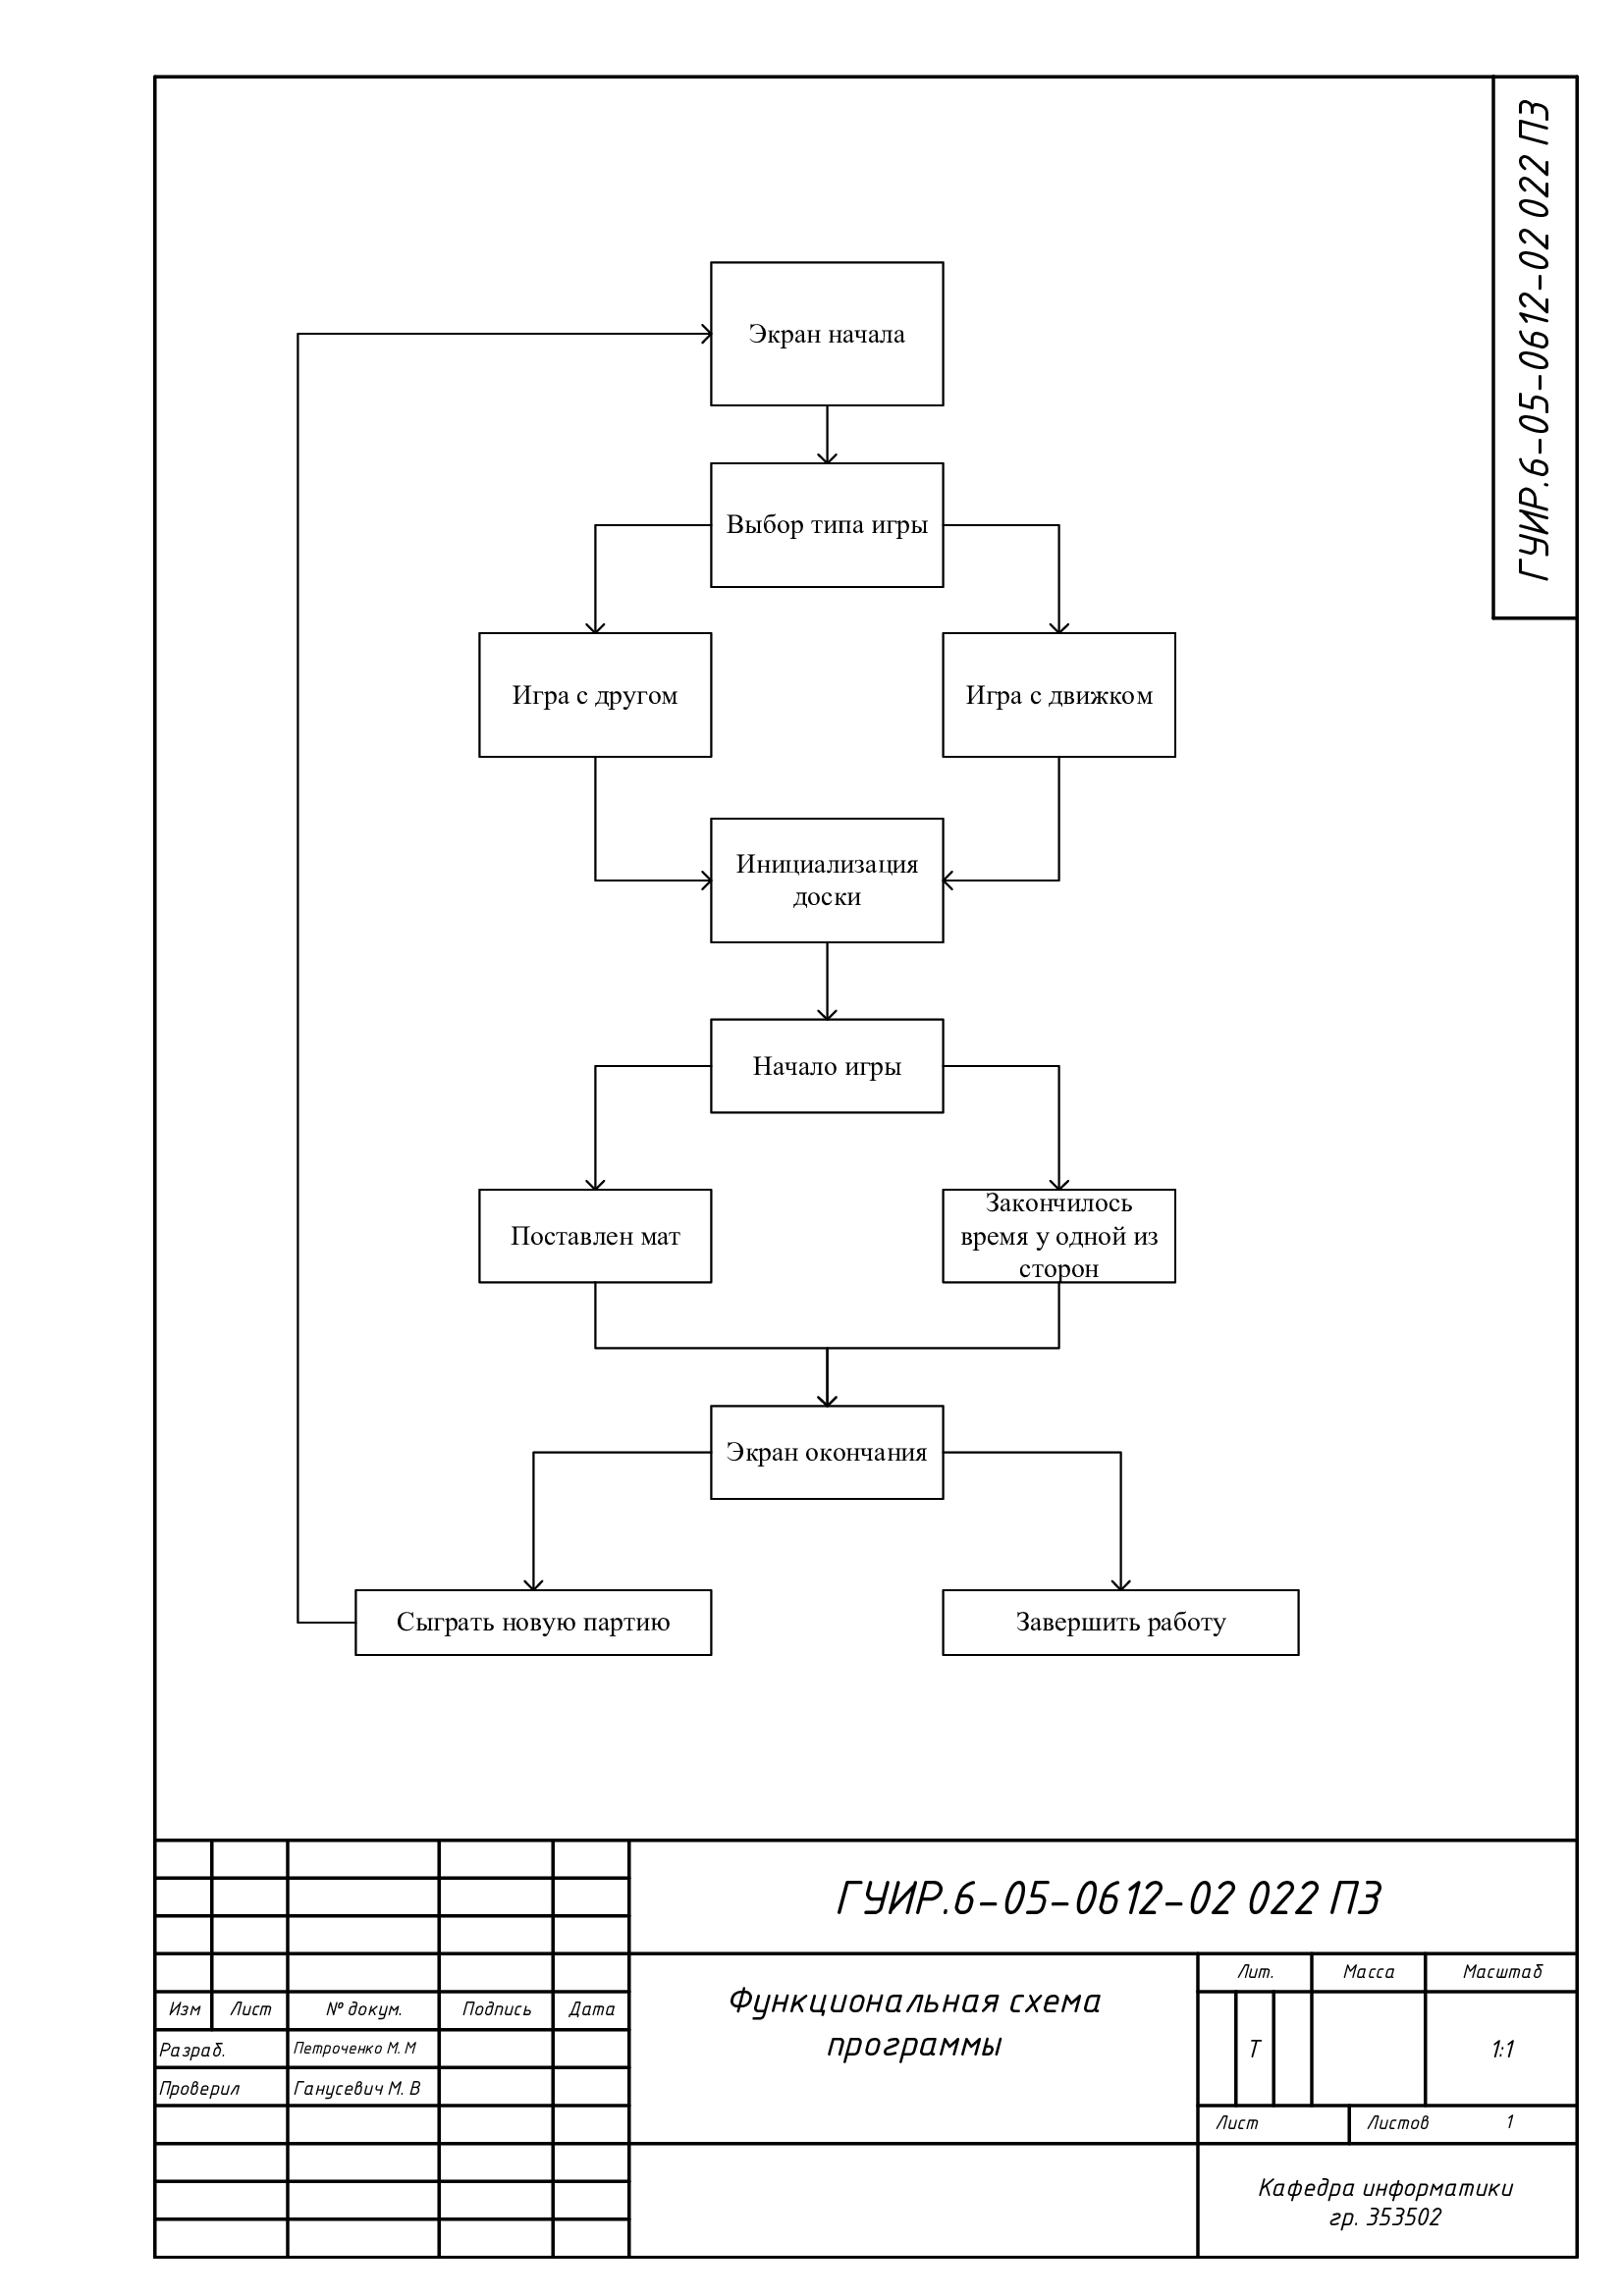 ГУИР.6-05-0612-02 022 ПЗ
Экран начала
Выбор типа игры
Игра с другом
Игра с движком
Инициализация
доски
Начало игры
Поставлен мат
Закончилось
время у одной из
сторон
Экран окончания
Сыграть новую партию
Завершить работу
ГУИР.6-05-0612-02 022 ПЗ
Функциональная схема
программы
Лит.
Масса
Масштаб
Т
1:1
Лист
Листов 1
Кафедра информатики
гр. 353502
Изм Лист № докум. Подпись Дата
Разраб. Петроченко М. М
Проверил Ганусевич М. В